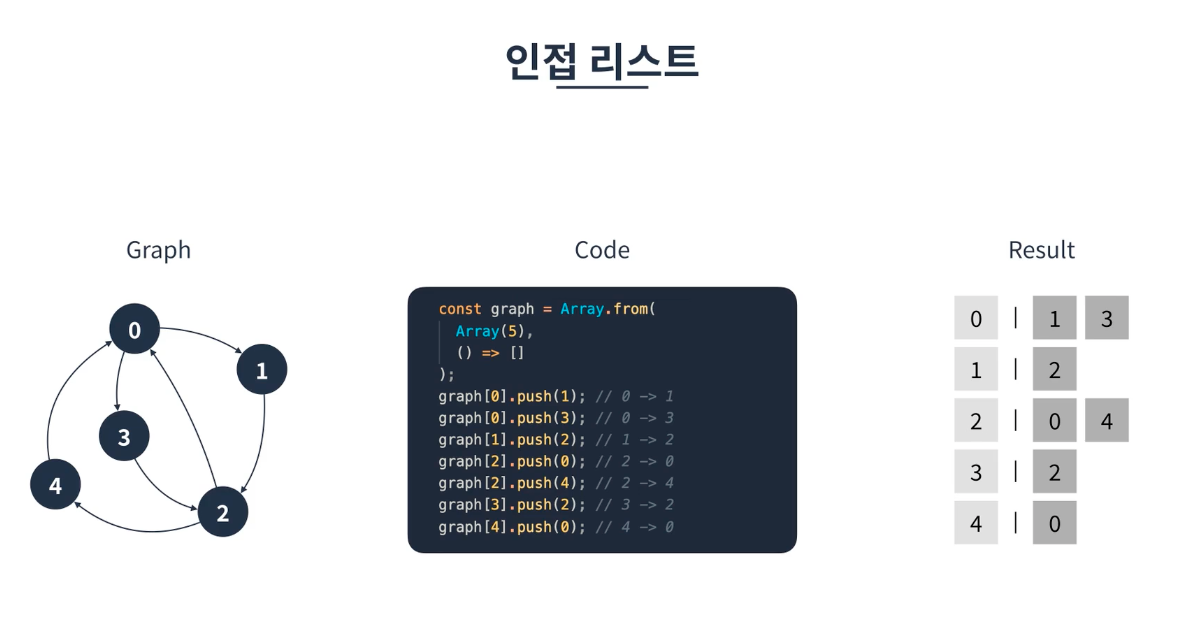 인접 리스트
Graph
0
1
3
4
2
Code
const graph = Array.from(
Array(5),
() => []
);
graph[0].push(1); // 0 -> 1
graph[0].push(3); // 0 -> 3
graph[1].push(2); // 1 -> 2
graph[2].push(0); // 2 -> 0
graph[2].push(4); // 2 -> 4
graph[3].push(2); // 3 -> 2
graph[4].push(0); // 4 -> 0
Result
0 | 1 3
1 | 2
2 | 0 4
3 | 2
4 | 0